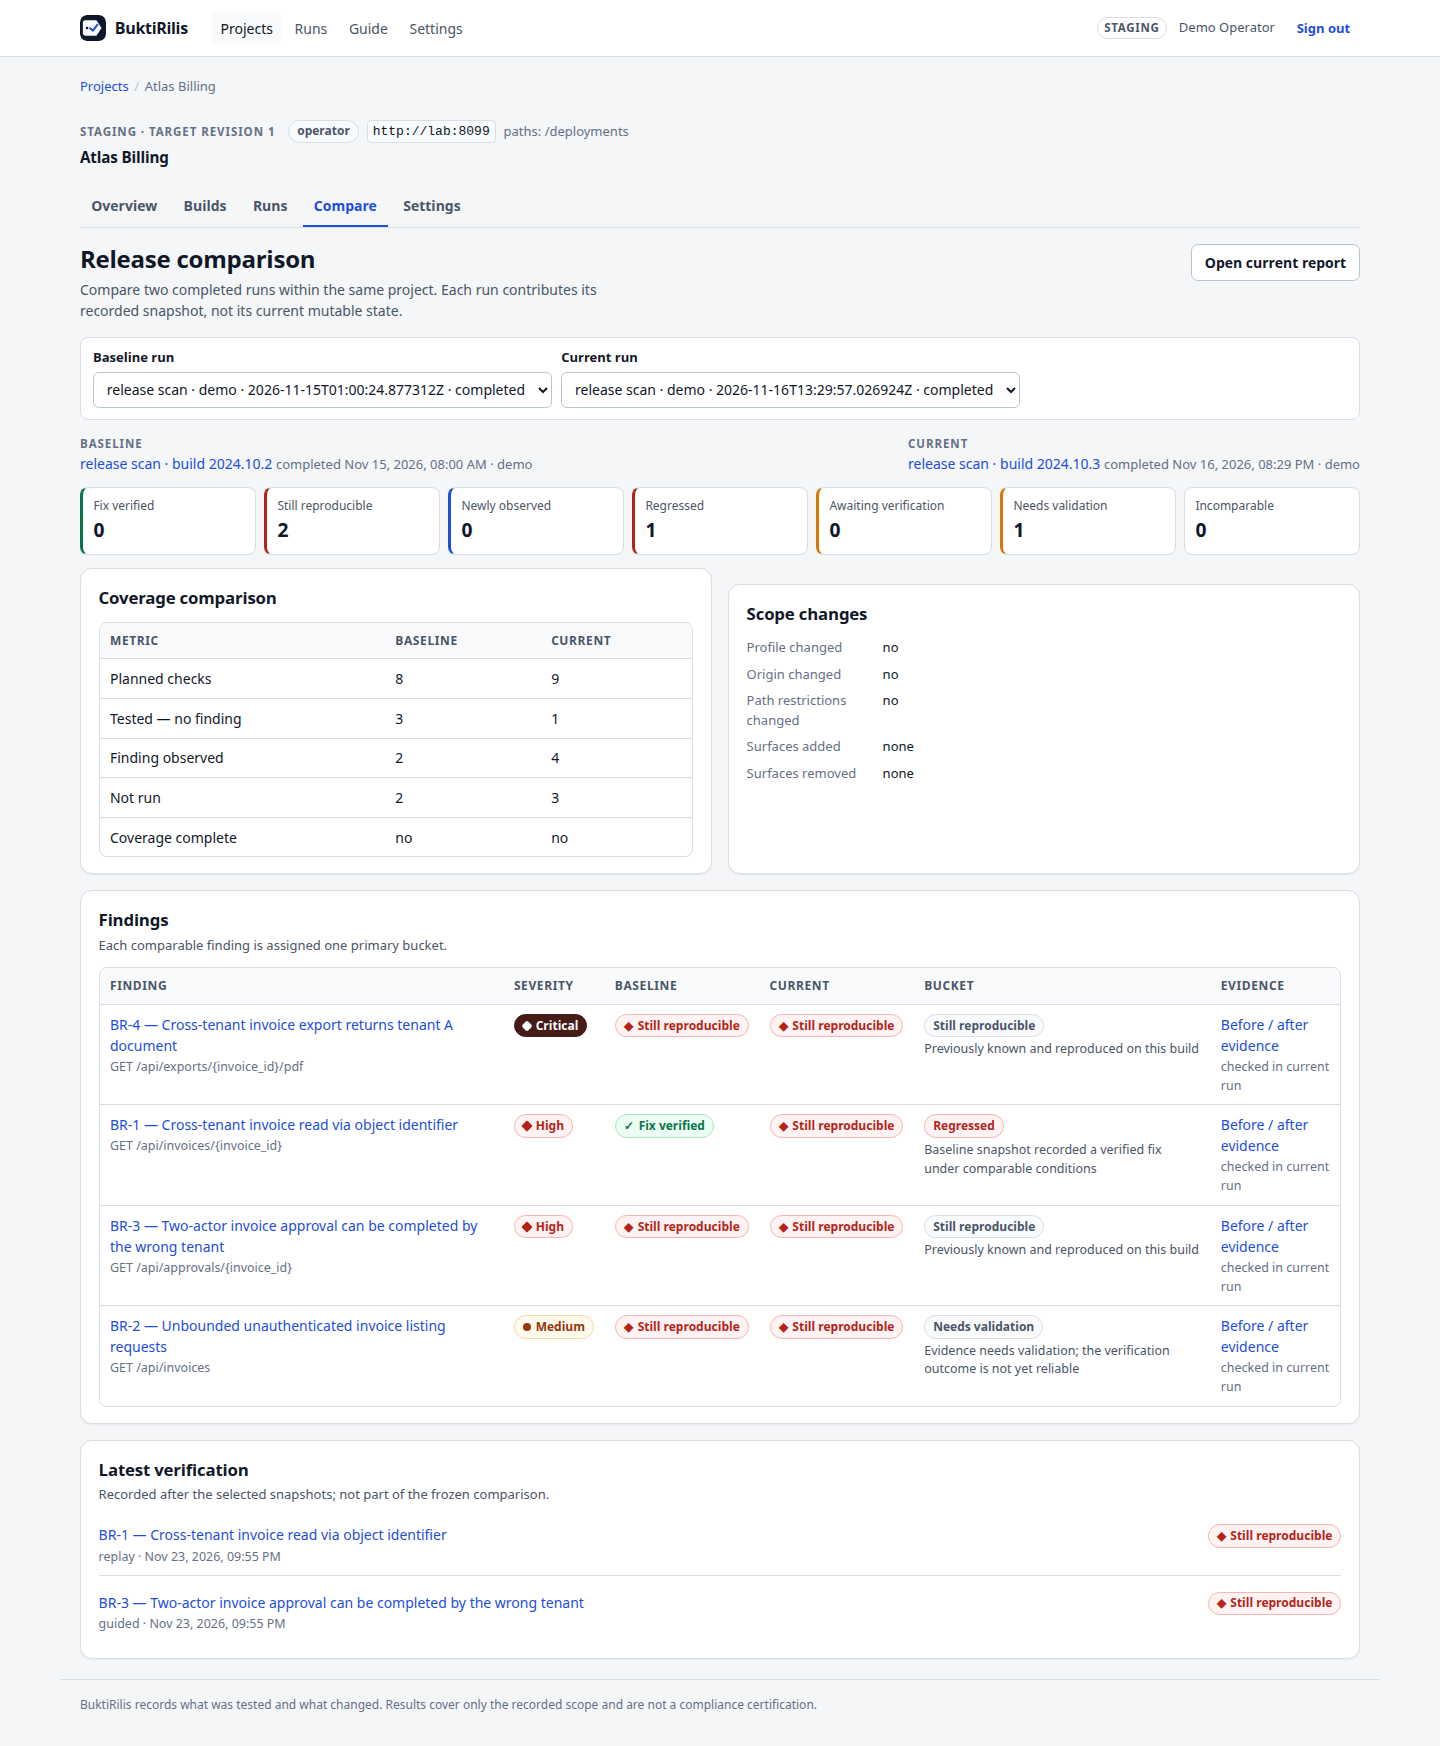 BuktiRilis Projects Runs Guide Settings STAGING Demo Operator Sign out
Projects / Atlas Billing
STAGING · TARGET REVISION 1 operator http://lab:8099 paths: /deployments
Atlas Billing
Overview Builds Runs Compare Settings
Release comparison
Open current report
Compare two completed runs within the same project. Each run contributes its
recorded snapshot, not its current mutable state.
Baseline run Current run
release scan · demo · 2026-11-15T01:00:24.877312Z · completed release scan · demo · 2026-11-16T13:29:57.026924Z · completed
BASELINE CURRENT
release scan · build 2024.10.2 completed Nov 15, 2026, 08:00 AM · demo release scan · build 2024.10.3 completed Nov 16, 2026, 08:29 PM · demo
Fix verified Still reproducible Newly observed Regressed Awaiting verification Needs validation Incomparable
0 2 0 1 0 1 0
Coverage comparison
METRIC BASELINE CURRENT
Planned checks 8 9
Tested — no finding 3 1
Finding observed 2 4
Not run 2 3
Coverage complete no no
Scope changes
Profile changed no
Origin changed no
Path restrictions no
changed
Surfaces added none
Surfaces removed none
Findings
Each comparable finding is assigned one primary bucket.
FINDING SEVERITY BASELINE CURRENT BUCKET EVIDENCE
BR-4 — Cross-tenant invoice export returns tenant A Critical Still reproducible Still reproducible Still reproducible Before / after
document Previously known and reproduced on this build evidence
GET /api/exports/{invoice_id}/pdf checked in current
run
BR-1 — Cross-tenant invoice read via object identifier High ✓ Fix verified Still reproducible Regressed Before / after
GET /api/invoices/{invoice_id} Baseline snapshot recorded a verified fix evidence
under comparable conditions checked in current
run
BR-3 — Two-actor invoice approval can be completed by High Still reproducible Still reproducible Still reproducible Before / after
the wrong tenant Previously known and reproduced on this build evidence
GET /api/approvals/{invoice_id} checked in current
run
BR-2 — Unbounded unauthenticated invoice listing Medium Still reproducible Still reproducible Needs validation Before / after
requests Evidence needs validation; the verification evidence
GET /api/invoices outcome is not yet reliable checked in current
run
Latest verification
Recorded after the selected snapshots; not part of the frozen comparison.
BR-1 — Cross-tenant invoice read via object identifier Still reproducible
replay · Nov 23, 2026, 09:55 PM
BR-3 — Two-actor invoice approval can be completed by the wrong tenant Still reproducible
guided · Nov 23, 2026, 09:55 PM
BuktiRilis records what was tested and what changed. Results cover only the recorded scope and are not a compliance certification.